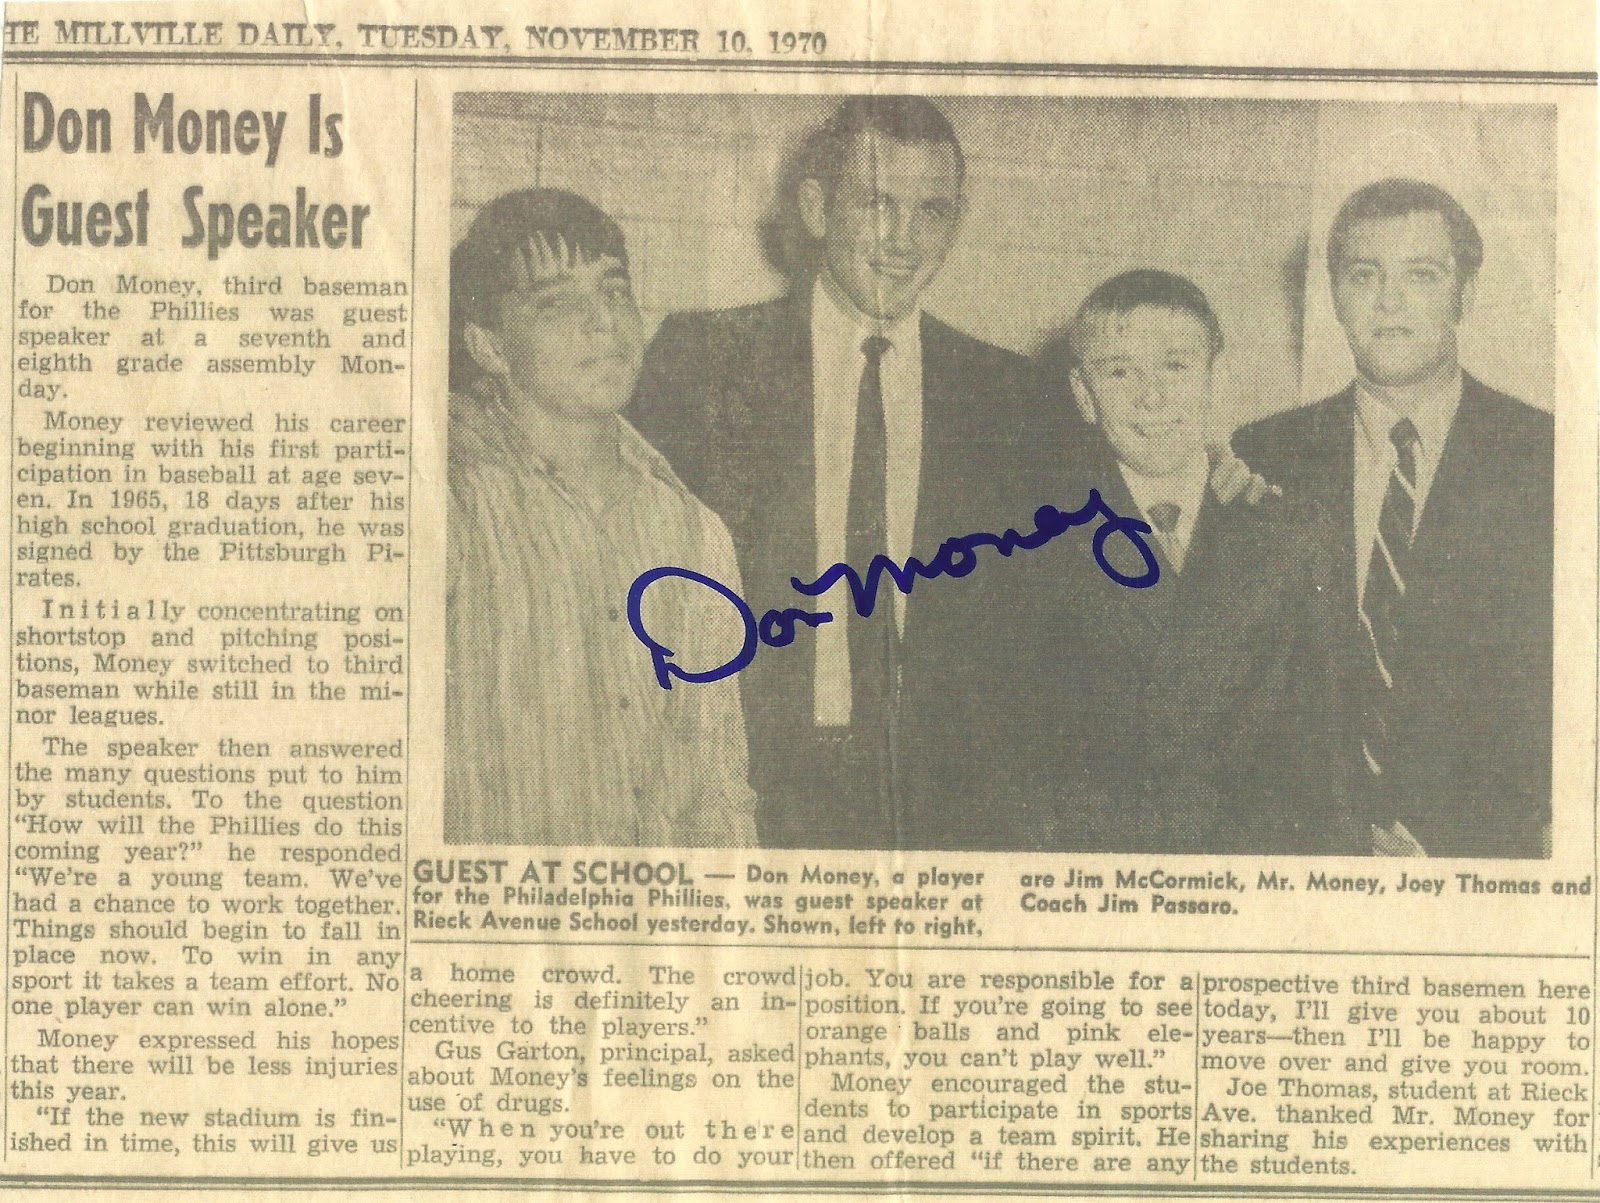 HE MILLVILLE DAILY, TUESDAY, NOVEMBER 10, 1970
Don Money Is
Guest Speaker
Don Money, third baseman
for the Phillies was guest
speaker at a seventh and
eighth grade assembly Mon-
day.
Money reviewed his career
beginning with his first parti-
cipation in baseball at age sev-
en. In 1965, 18 days after his
high school graduation, he was
signed by the Pittsburgh Pi-
rates.
Initially concentrating on
shortstop and pitching posi-
tions, Money switched to third
baseman while still in the mi-
nor leagues.
The speaker then answered
the many questions put to him
by students. To the question
“How will the Phillies do this
coming year?” he responded
“We’re a young team. We’ve
had a chance to work together.
Things should begin to fall in
place now. To win in any
sport it takes a team effort. No
one player can win alone.”
Money expressed his hopes
that there will be less injuries
this year.
“If the new stadium is fin-
ished in time, this will give us
Don Money
GUEST AT SCHOOL — Don Money, a player
for the Philadelphia Phillies, was guest speaker at
Rieck Avenue School yesterday. Shown, left to right,
are Jim McCormick, Mr. Money, Joey Thomas and
Coach Jim Passaro.
a home crowd. The crowd
cheering is definitely an in-
centive to the players.”
Gus Garton, principal, asked
about Money’s feelings on the
use of drugs.
“When you’re out there
playing, you have to do your
job. You are responsible for a
position. If you’re going to see
orange balls and pink ele-
phants, you can’t play well.”
Money encouraged the stu-
dents to participate in sports
and develop a team spirit. He
then offered “if there are any
prospective third basemen here
today, I’ll give you about 10
years—then I’ll be happy to
move over and give you room.
Joe Thomas, student at Rieck
Ave. thanked Mr. Money for
sharing his experiences with
the students.